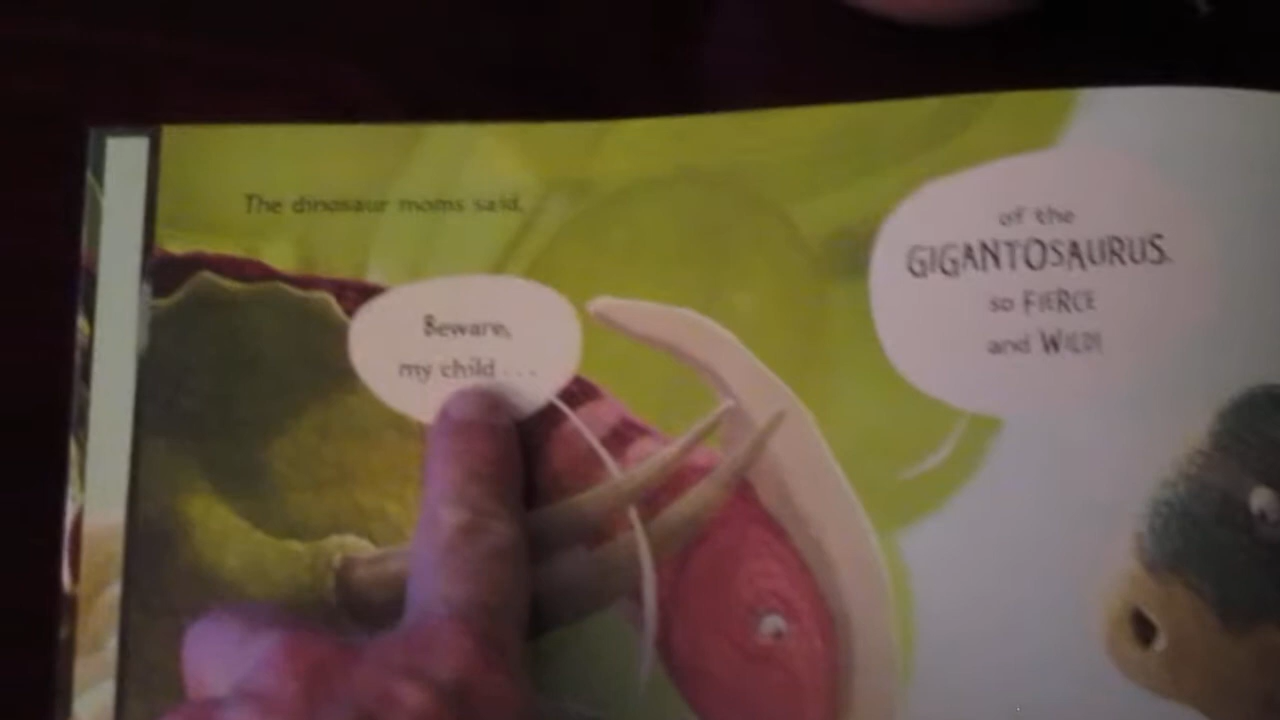 The dinosaur moms said,
Beware,
my child . . .
of the
GIGANTOSAURUS.
so FIERCE
and WILD!